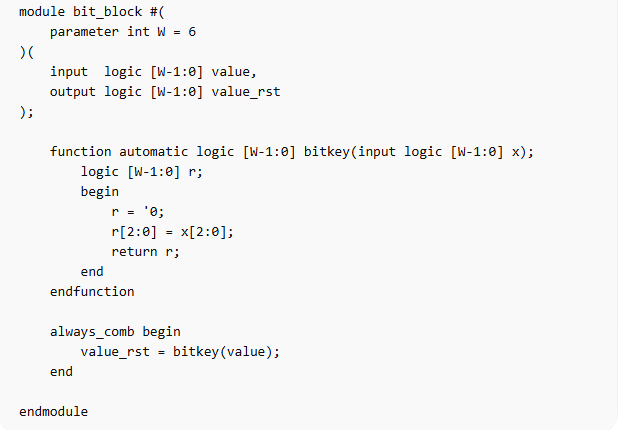 module bit_block #(
    parameter int W = 6
)(
    input  logic [W-1:0] value,
    output logic [W-1:0] value_rst
);

    function automatic logic [W-1:0] bitkey(input logic [W-1:0] x);
        logic [W-1:0] r;
        begin
            r = '0;
            r[2:0] = x[2:0];
            return r;
        end
    endfunction

    always_comb begin
        value_rst = bitkey(value);
    end

endmodule